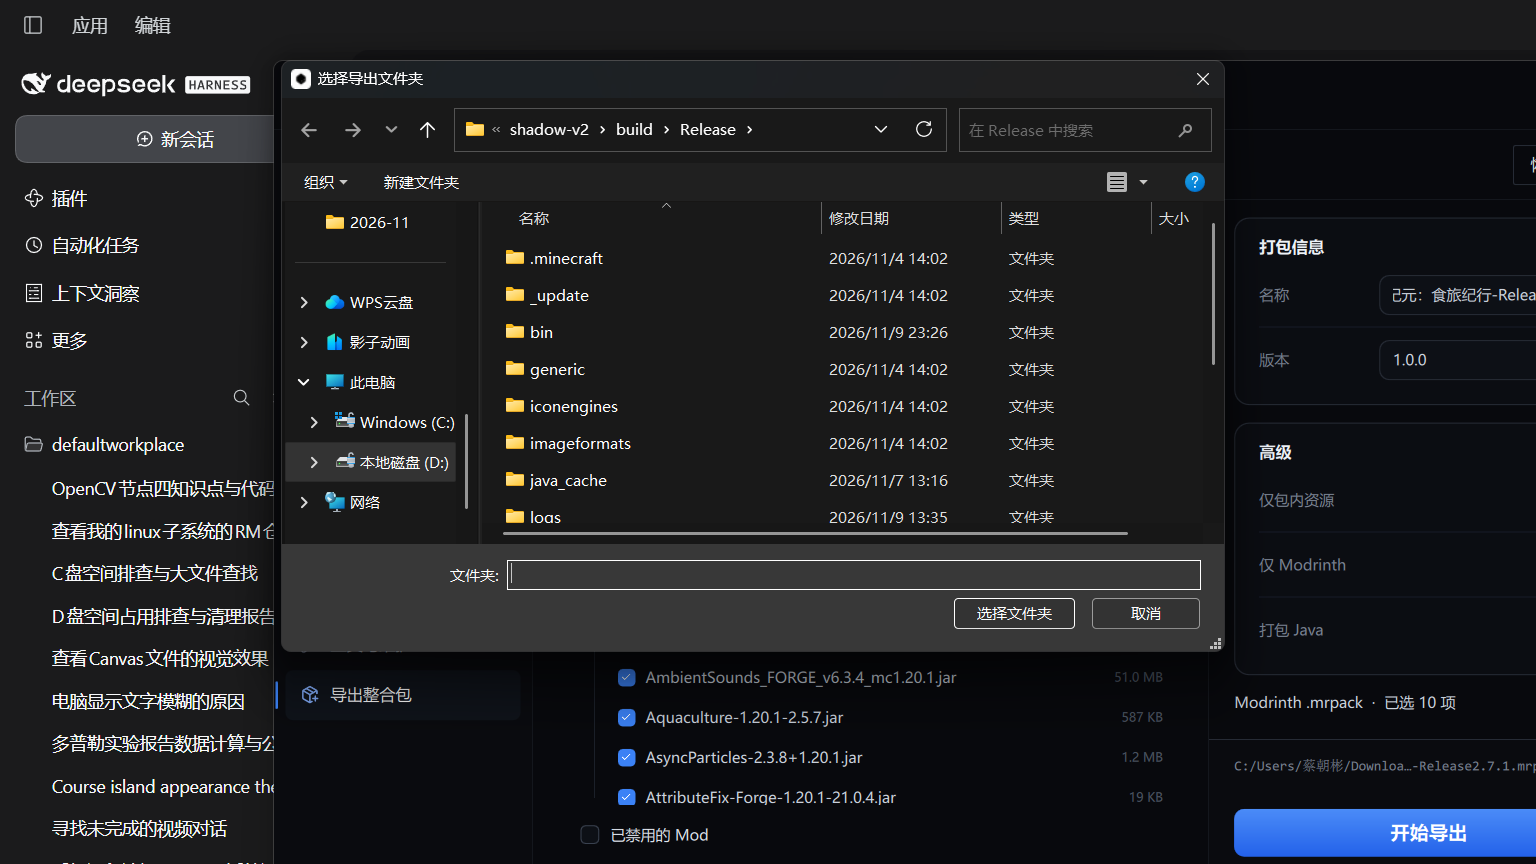 应用 编辑
deepseek HARNESS
新会话
插件
自动化任务
上下文洞察
更多
工作区
defaultworkplace
OpenCV节点四知识点与代码
查看我的linux子系统的RM仓
C盘空间排查与大文件查找
D盘空间占用排查与清理报告
查看Canvas文件的视觉效果
电脑显示文字模糊的原因
多普勒实验报告数据计算与公
Course island appearance the
寻找未完成的视频对话
选择导出文件夹
« shadow-v2 › build › Release ›
在 Release 中搜索
组织 新建文件夹
2026-11
WPS云盘
影子动画
此电脑
Windows (C:)
本地磁盘 (D:)
网络
名称 修改日期 类型 大小
.minecraft 2026/11/4 14:02 文件夹
_update 2026/11/4 14:02 文件夹
bin 2026/11/9 23:26 文件夹
generic 2026/11/4 14:02 文件夹
iconengines 2026/11/4 14:02 文件夹
imageformats 2026/11/4 14:02 文件夹
java_cache 2026/11/7 13:16 文件夹
logs 2026/11/9 13:35 文件夹
文件夹:
选择文件夹 取消
导出整合包
AmbientSounds_FORGE_v6.3.4_mc1.20.1.jar 51.0 MB
Aquaculture-1.20.1-2.5.7.jar 587 KB
AsyncParticles-2.3.8+1.20.1.jar 1.2 MB
AttributeFix-Forge-1.20.1-21.0.4.jar 19 KB
已禁用的 Mod
打包信息
名称 纪元：食旅纪行-Relea
版本 1.0.0
高级
仅包内资源
仅 Modrinth
打包 Java
Modrinth .mrpack · 已选 10 项
C:/Users/蔡朝彬/Downloa…-Release2.7.1.mrp
开始导出